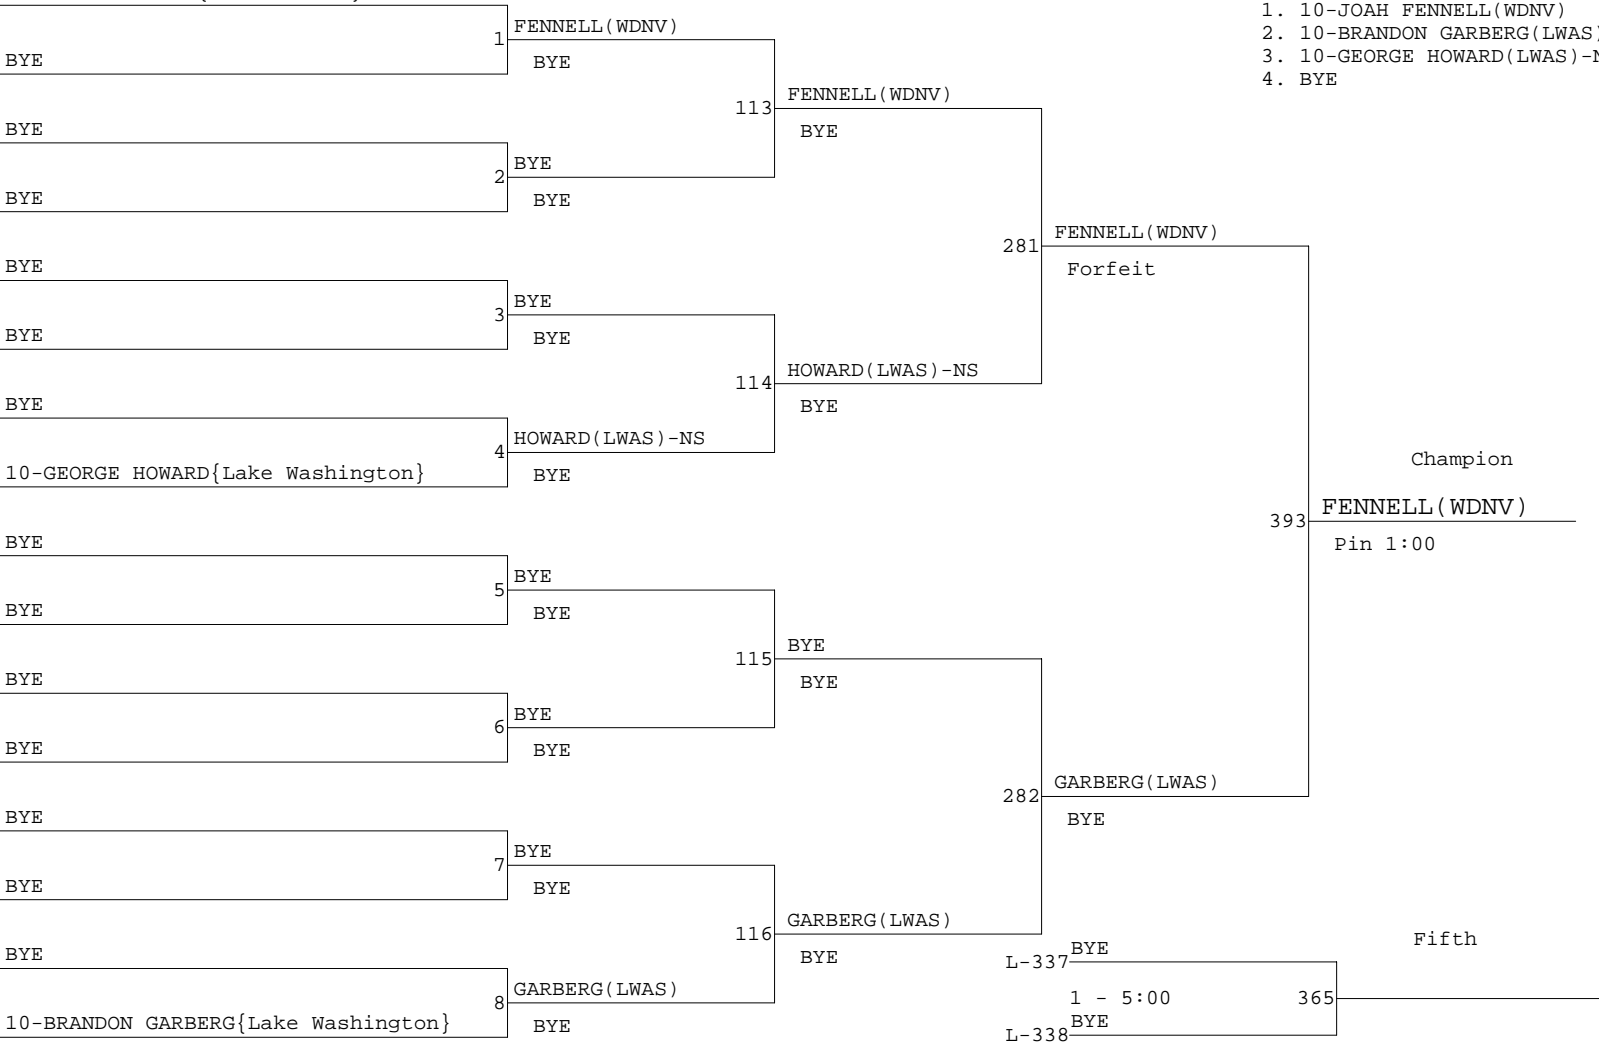 1. 10-JOAH FENNELL(WDNV)
2. 10-BRANDON GARBERG(LWAS)
3. 10-GEORGE HOWARD(LWAS)-N
4. BYE
FENNELL(WDNV)
1
BYE
BYE
FENNELL(WDNV)
113
BYE
BYE
BYE
2
BYE
BYE
FENNELL(WDNV)
281
BYE
Forfeit
BYE
3
BYE
BYE
HOWARD(LWAS)-NS
114
BYE
BYE
HOWARD(LWAS)-NS
4
10-GEORGE HOWARD{Lake Washington}
BYE
Champion
FENNELL(WDNV)
393
BYE
Pin 1:00
BYE
5
BYE
BYE
BYE
115
BYE
BYE
BYE
6
BYE
BYE
GARBERG(LWAS)
282
BYE
BYE
BYE
7
BYE
BYE
GARBERG(LWAS)
116
Fifth
BYE
BYE
BYE
L-337
GARBERG(LWAS)
8
1 - 5:00
365
10-BRANDON GARBERG{Lake Washington}
BYE
BYE
L-338